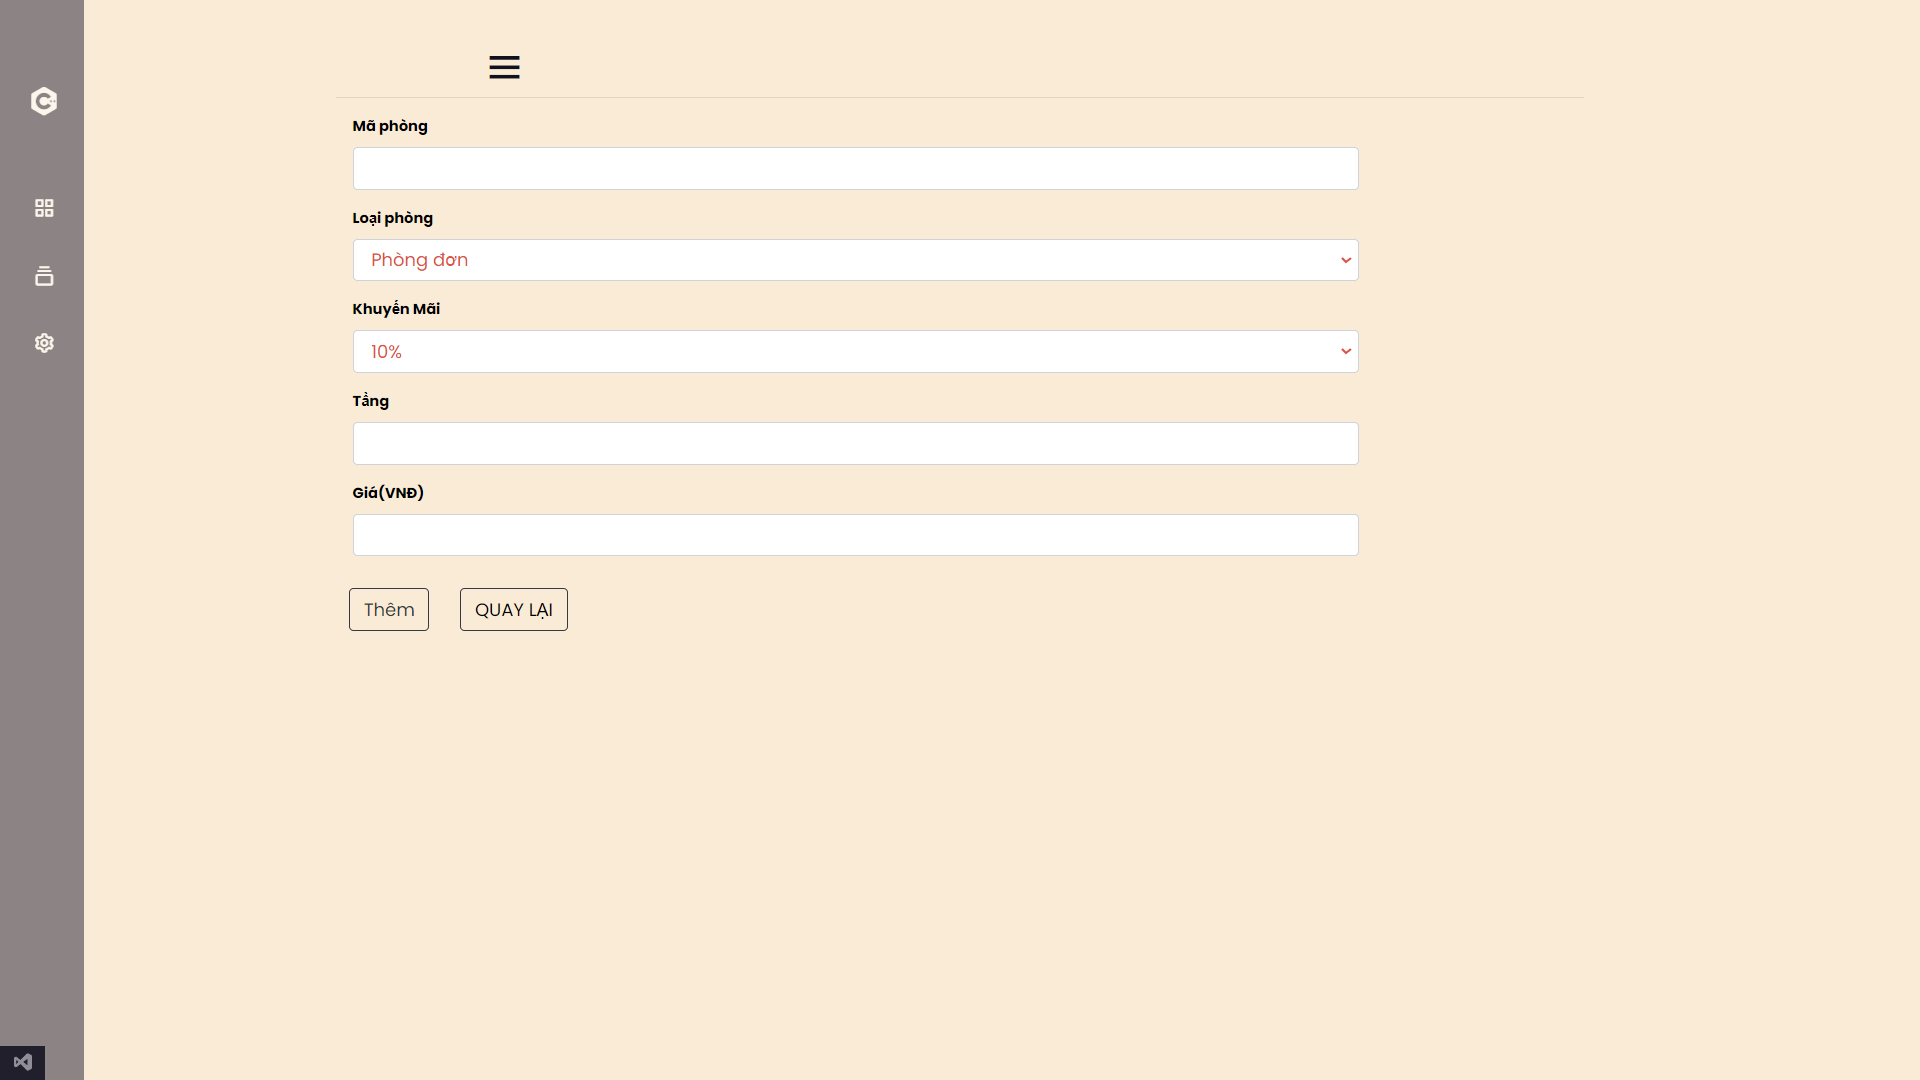 Mã phòng
Loại phòng
Phòng đơn
Khuyến Mãi
10%
Tầng
Giá(VNĐ)
Thêm
QUAY LẠI